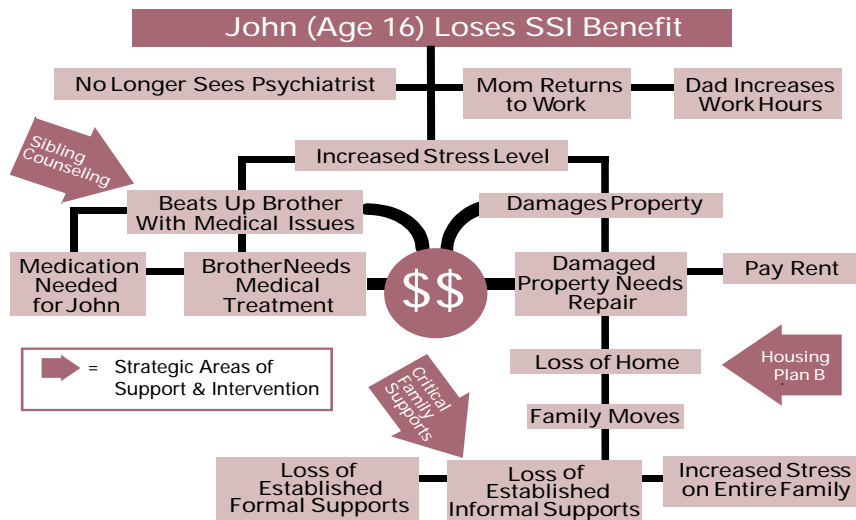 John (Age 16) Loses SSI Benefit
No Longer Sees Psychiatrist
Mom Returns
to Work
Dad Increases
Work Hours
Sibling
Counseling
Increased Stress Level
Beats Up Brother
With Medical Issues
Damages Property
Medication
Needed
for John
Brother Needs
Medical
Treatment
$$
Damaged
Property Needs
Repair
Pay Rent
= Strategic Areas of
Support & Intervention
Critical
Family
Supports
Loss of Home
Housing
Plan B
Family Moves
Loss of
Established
Formal Supports
Loss of
Established
Informal Supports
Increased Stress
on Entire Family